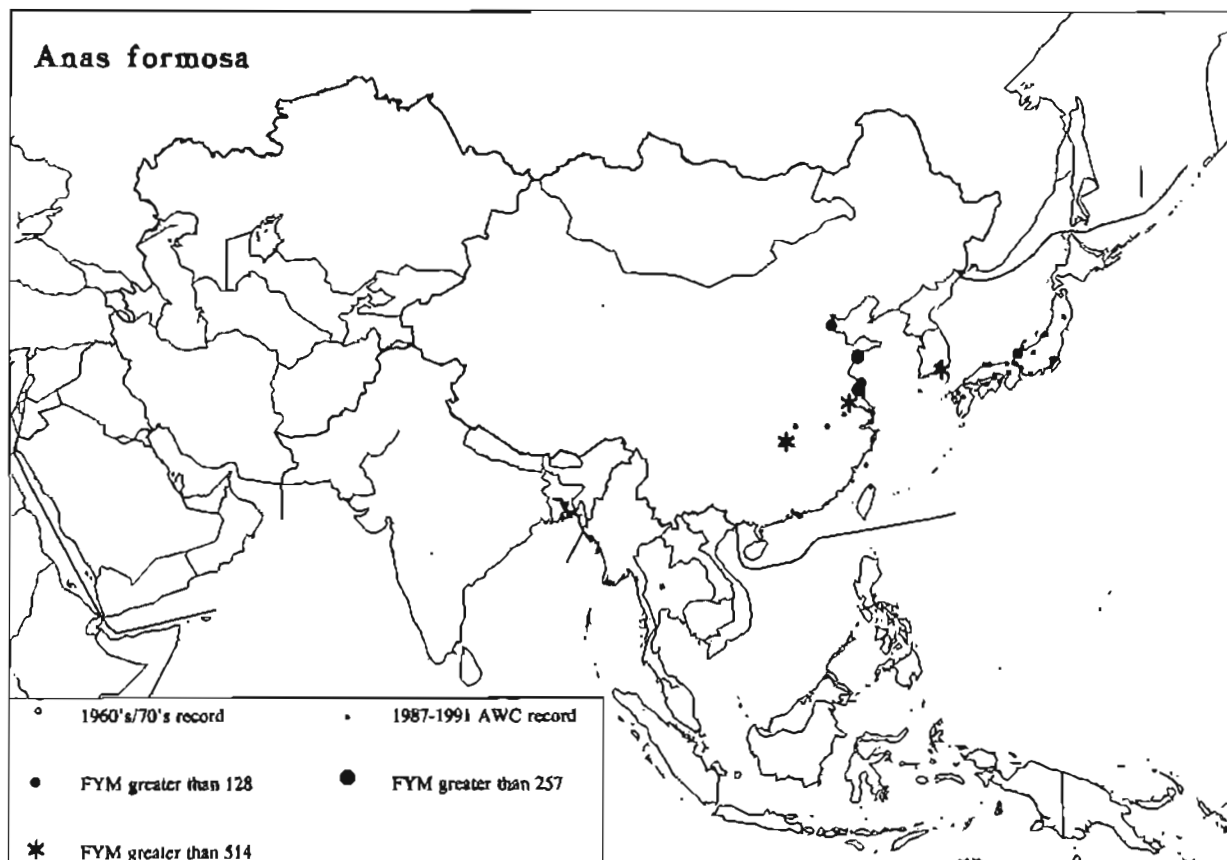 Anas formosa
1960's/70's record
1987-1991 AWC record
FYM greater than 128
FYM greater than 257
FYM greater than 514